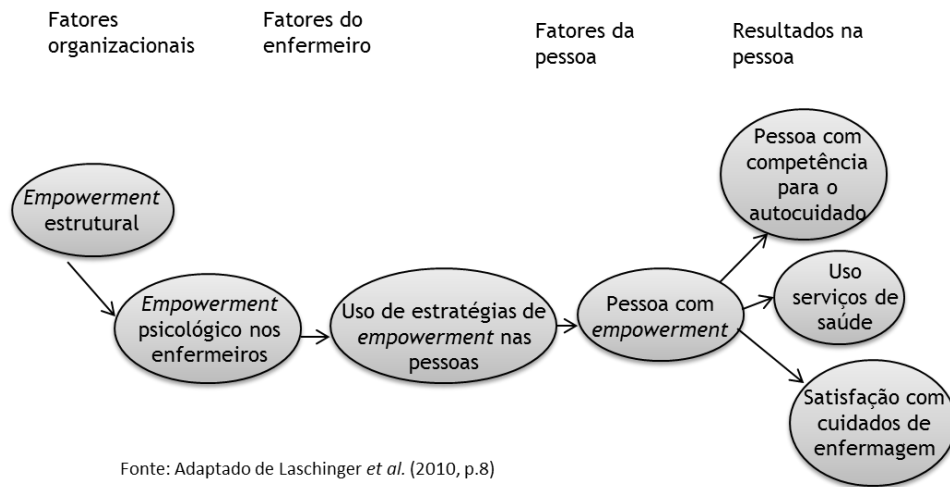 Fatores
organizacionais
Fatores do
enfermeiro
Fatores da
pessoa
Resultados na
pessoa
Empowerment
estrutural
Empowerment
psicológico nos
enfermeiros
Uso de estratégias de
empowerment nas
pessoas
Pessoa com
empowerment
Pessoa com
competência
para o
autocuidado
Uso
serviços de
saúde
Satisfação com
cuidados de
enfermagem
Fonte: Adaptado de Laschinger et al. (2010, p.8)